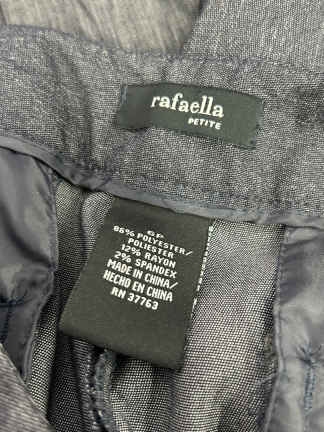 rafaella
PETITE
6P
86% POLYESTER/
POLIESTER
12% RAYON
2% SPANDEX
MADE IN CHINA/
HECHO EN CHINA
RN 37763